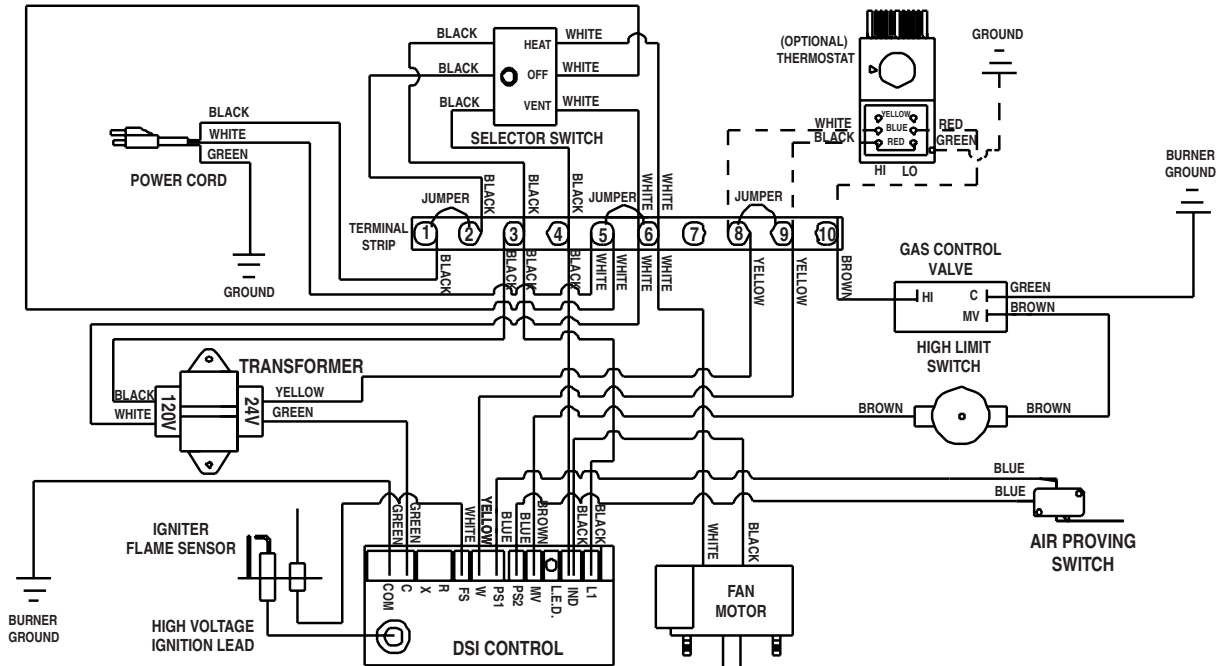 BLACK
HEAT
WHITE
BLACK
OFF
WHITE
BLACK
VENT
WHITE
SELECTOR SWITCH
(OPTIONAL)
THERMOSTAT
GROUND
YELLOW
BLUE
RED
HI
LO
WHITE
BLACK
RED
GREEN
BLACK
WHITE
GREEN
POWER CORD
GROUND
BURNER
GROUND
BLACK
BLACK
BLACK
WHITE
WHITE
JUMPER
JUMPER
JUMPER
TERMINAL
STRIP
1
2
3
4
5
6
7
8
9
10
BLACK
BLACK
BLACK
WHITE
WHITE
WHITE
WHITE
YELLOW
YELLOW
BROWN
GAS CONTROL
VALVE
HI
C
MV
GREEN
BROWN
HIGH LIMIT
SWITCH
BROWN
BROWN
TRANSFORMER
BLACK
WHITE
120V
24V
YELLOW
GREEN
BLUE
BLUE
AIR PROVING
SWITCH
IGNITER
FLAME SENSOR
HIGH VOLTAGE
IGNITION LEAD
BURNER
GROUND
GREEN
GREEN
WHITE
YELLOW
BLUE
BLUE
BROWN
BLACK
BLACK
COM
C
X
R
FS
W
PS1
PS2
MV
L.E.D.
IND
L1
DSI CONTROL
WHITE
BLACK
FAN
MOTOR